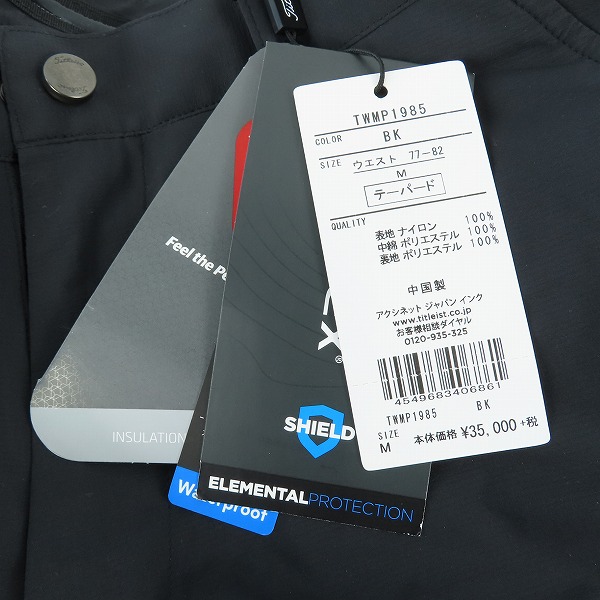 Titleist
TWMP1985
COLOR BK
SIZE ウエスト 77-82
M
テーパード
QUALITY
表地 ナイロン 100%
中綿 ポリエステル 100%
裏地 ポリエステル 100%
中国製
アクシネット ジャパン インク
www.titleist.co.jp
お客様相談ダイヤル
0120-935-325
4549683406861
TWMP1985 BK
SIZE
M 本体価格 ¥35,000 +税
Feel the
INSULATION
SHIELD
ELEMENTALPROTECTION
Waterproof